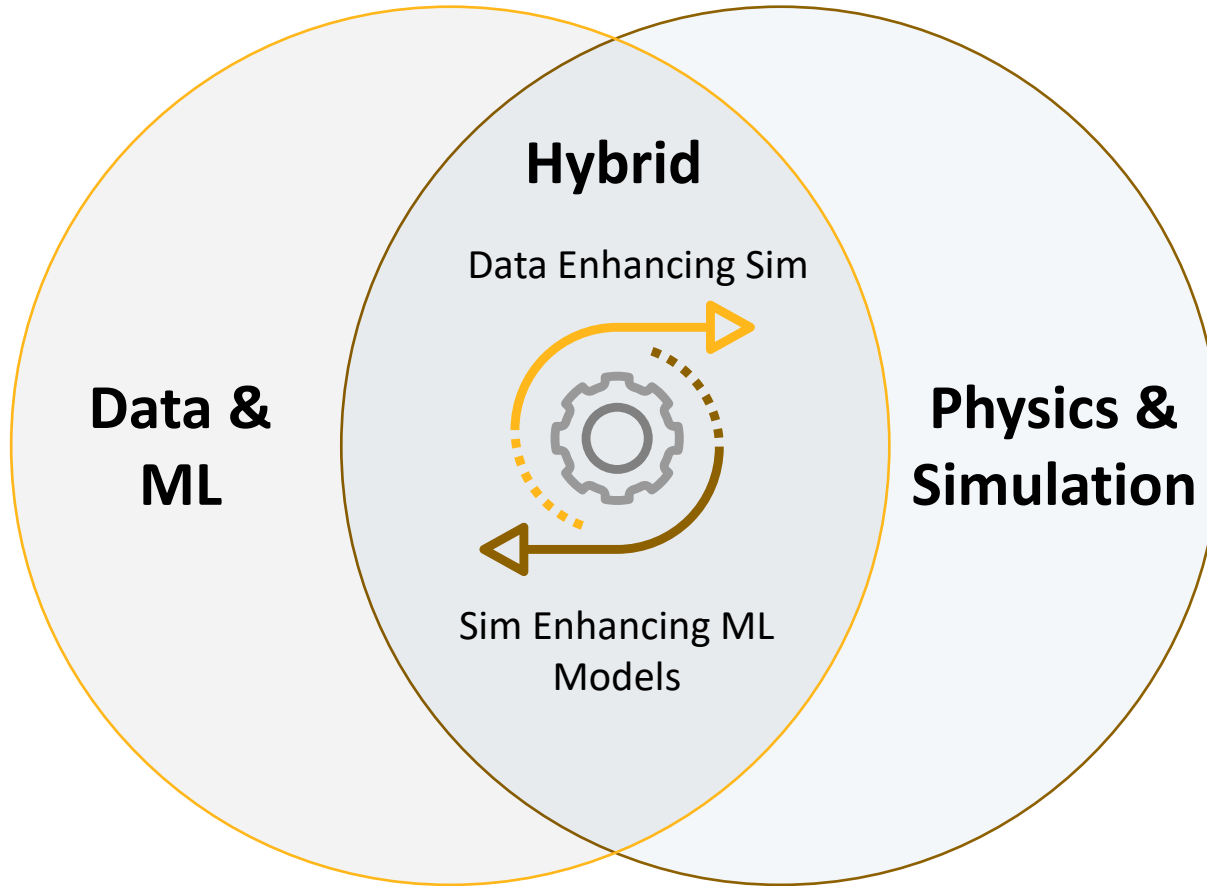 Hybrid
Data Enhancing Sim
Data &
ML
Physics &
Simulation
Sim Enhancing ML
Models